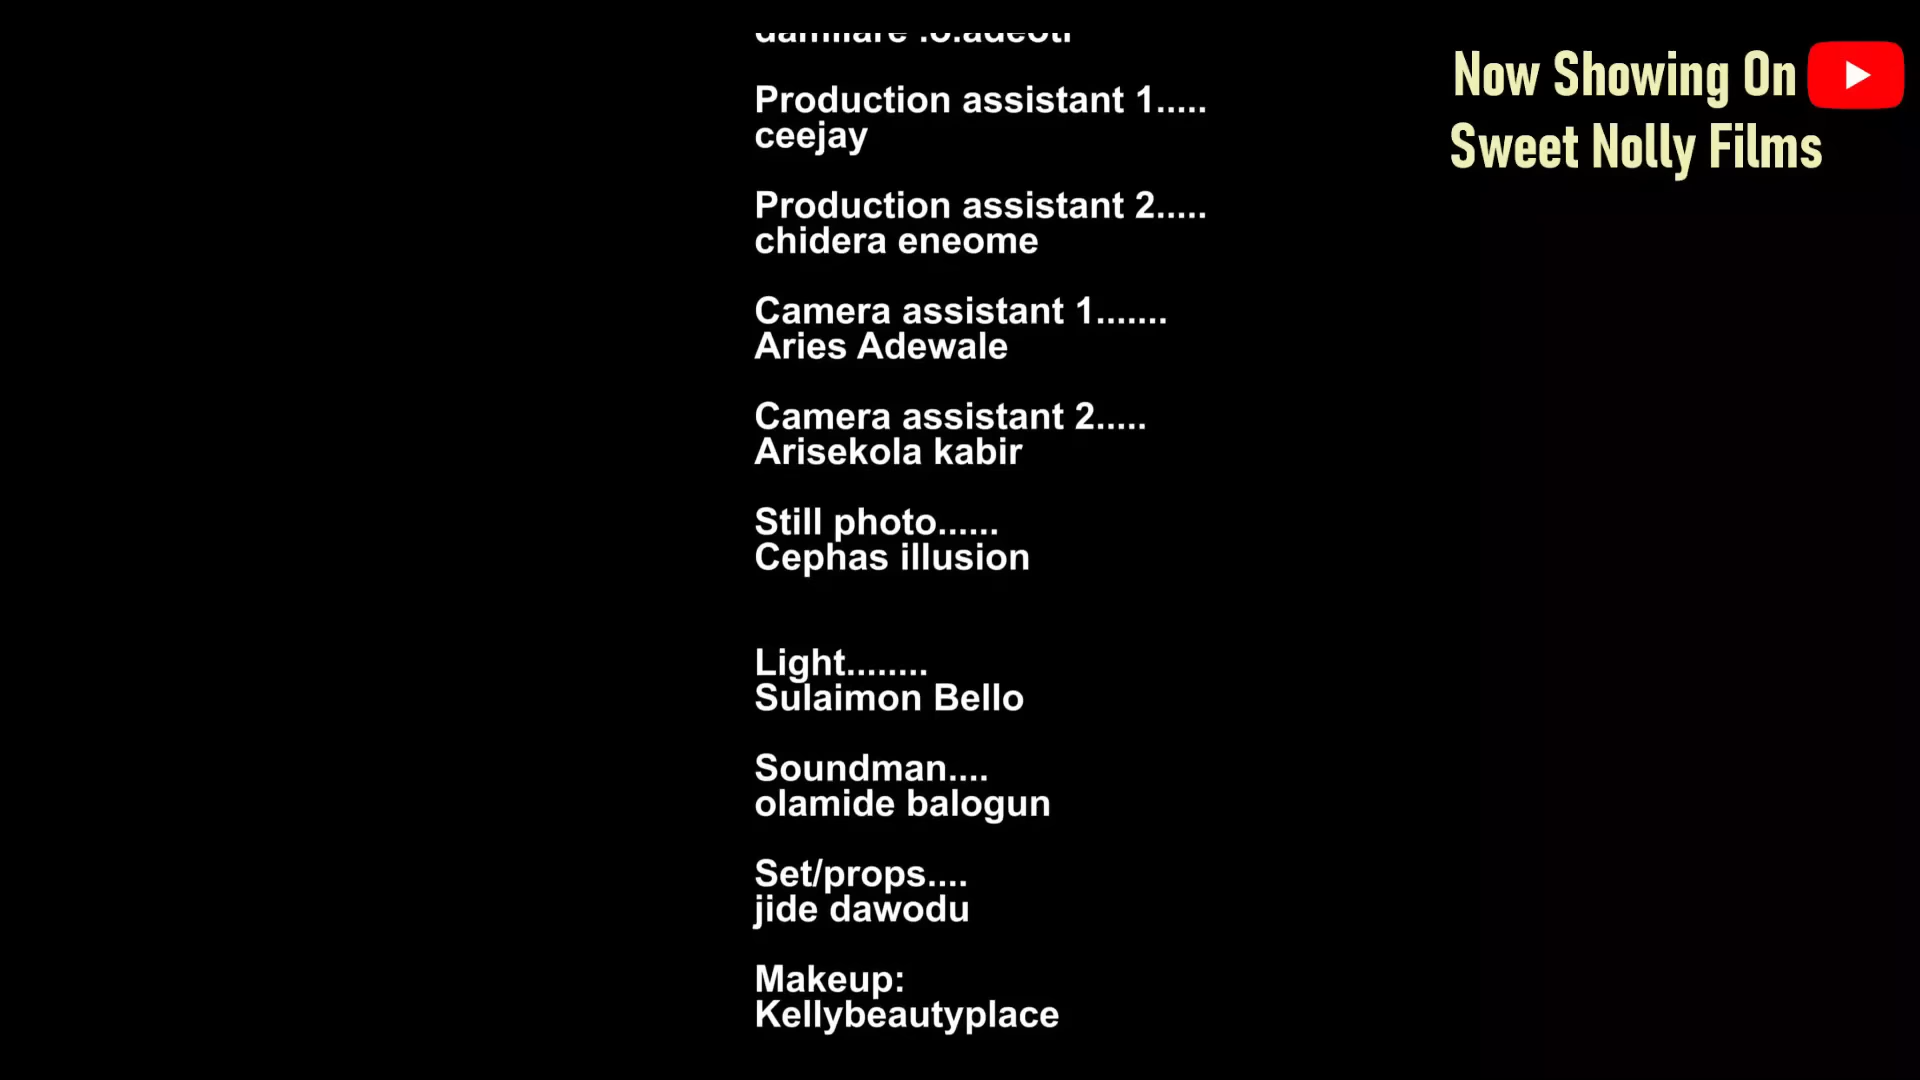 Production assistant 1.....
ceejay
Production assistant 2.....
chidera eneome
Camera assistant 1.......
Aries Adewale
Camera assistant 2.....
Arisekola kabir
Still photo......
Cephas illusion
Light........
Sulaimon Bello
Soundman....
olamide balogun
Set/props....
jide dawodu
Makeup:
Kellybeautyplace
Now Showing On
Sweet Nolly Films